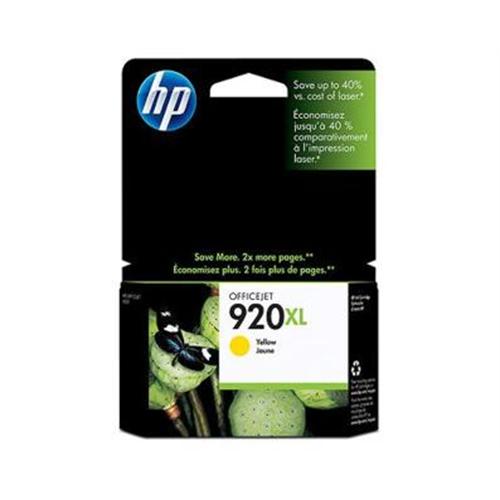 hp
Save up to 40%
vs. cost of laser.*
Économisez
jusqu'à 40 %
comparativement
à l'impression
laser.*
Save More. 2x more pages.**
Économisez plus. 2 fois plus de pages.**
OFFICEJET
920XL
Yellow
Jaune